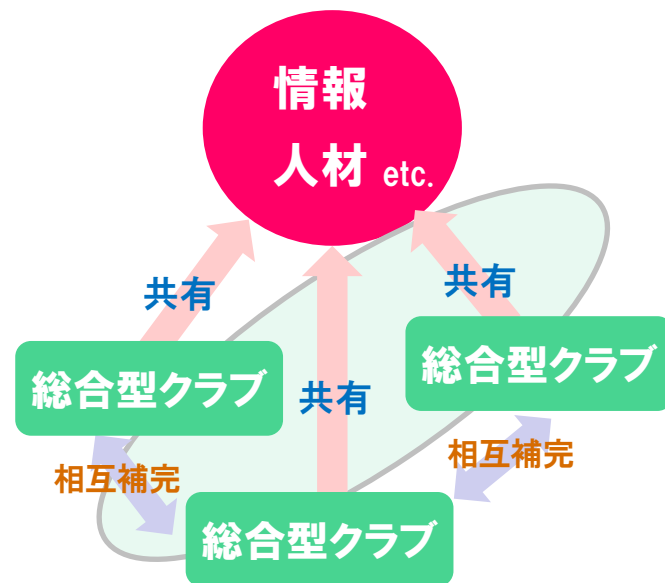 情報
人材 etc.
共有
共有
総合型クラブ
総合型クラブ
共有
相互補完
相互補完
総合型クラブ